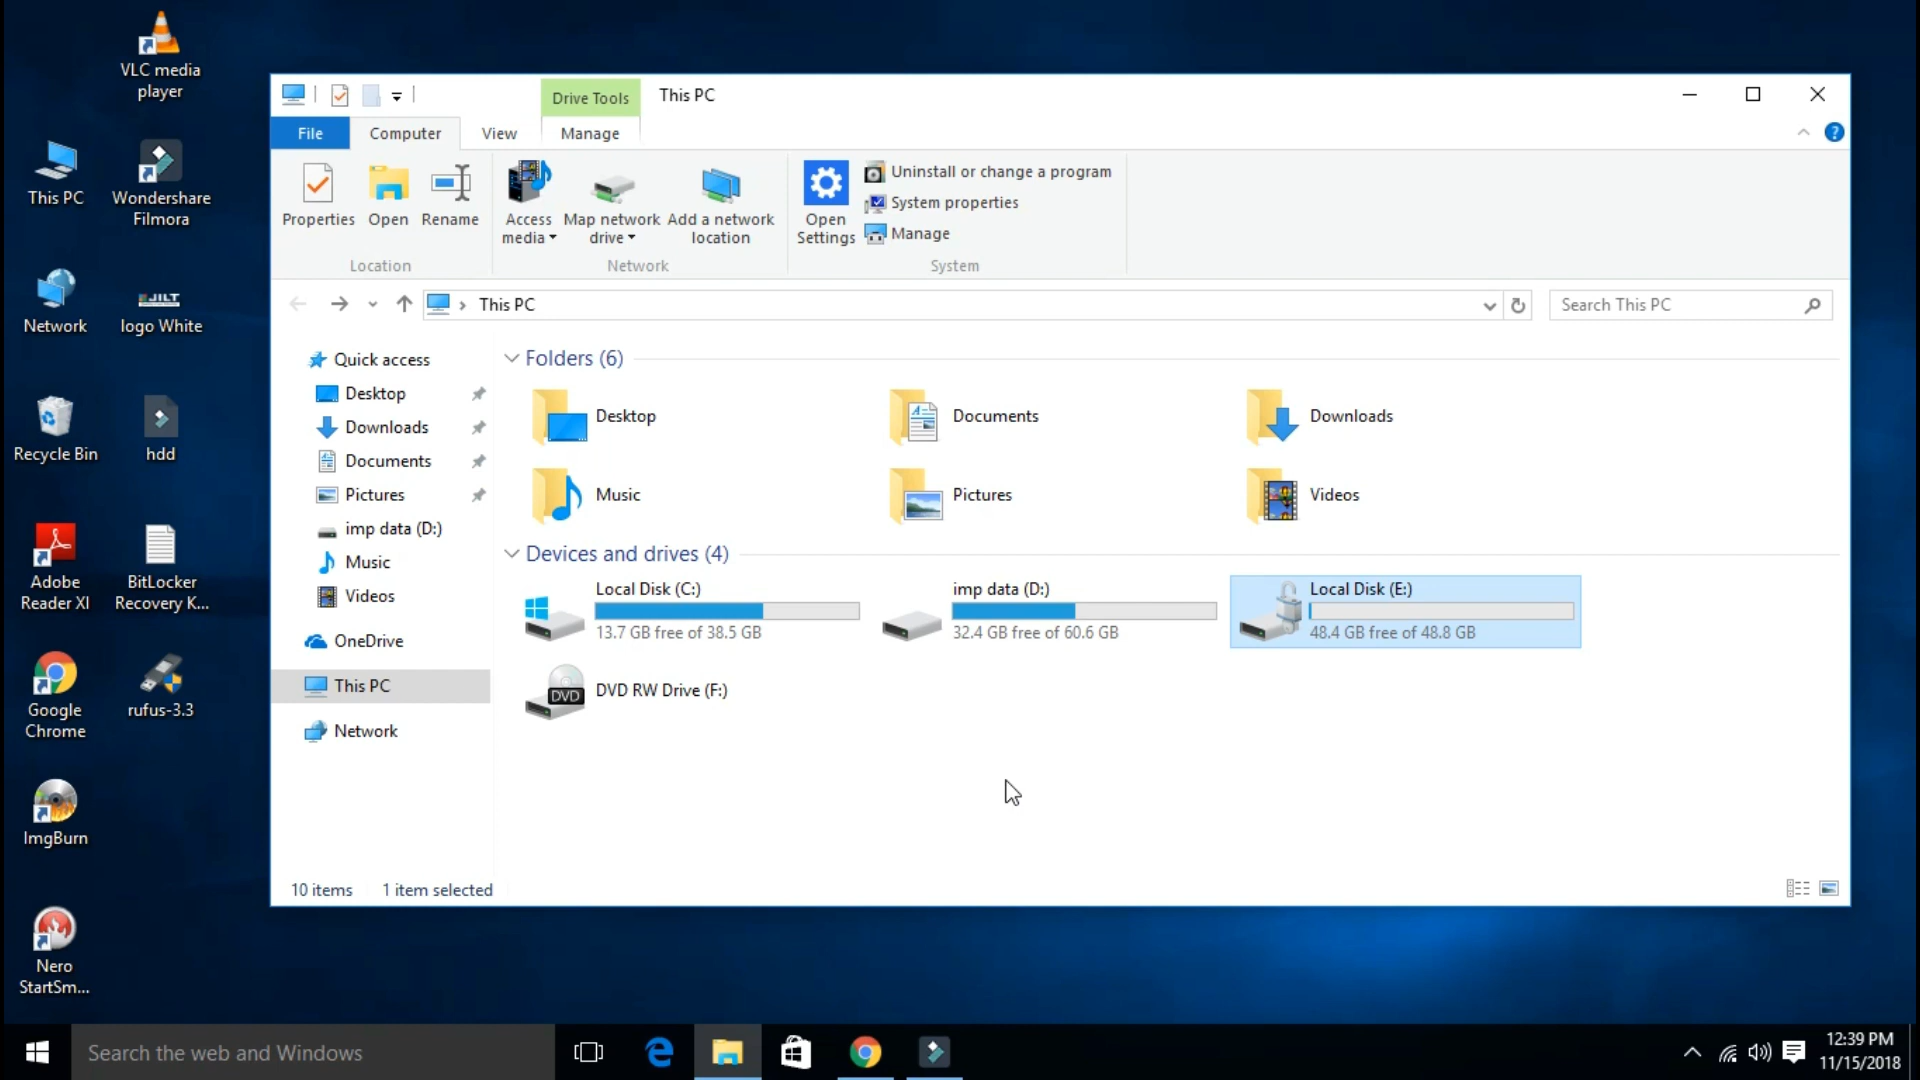 VLC media
player
This PC
Wondershare
Filmora
Network
JILT
logo White
Recycle Bin
hdd
Adobe
Reader XI
BitLocker
Recovery K...
Google
Chrome
rufus-3.3
ImgBurn
Nero
StartSm...
Drive Tools
This PC
File
Computer
View
Manage
?
Properties
Open
Rename
Access
media
Map network
drive
Add a network
location
Open
Settings
Uninstall or change a program
System properties
Manage
Location
Network
System
This PC
Search This PC
Quick access
Desktop
Downloads
Documents
Pictures
imp data (D:)
Music
Videos
OneDrive
This PC
Network
Folders (6)
Desktop
Documents
Downloads
Music
Pictures
Videos
Devices and drives (4)
Local Disk (C:)
13.7 GB free of 38.5 GB
imp data (D:)
32.4 GB free of 60.6 GB
Local Disk (E:)
48.4 GB free of 48.8 GB
DVD
DVD RW Drive (F:)
10 items
1 item selected
Search the web and Windows
12:39 PM
11/15/2018